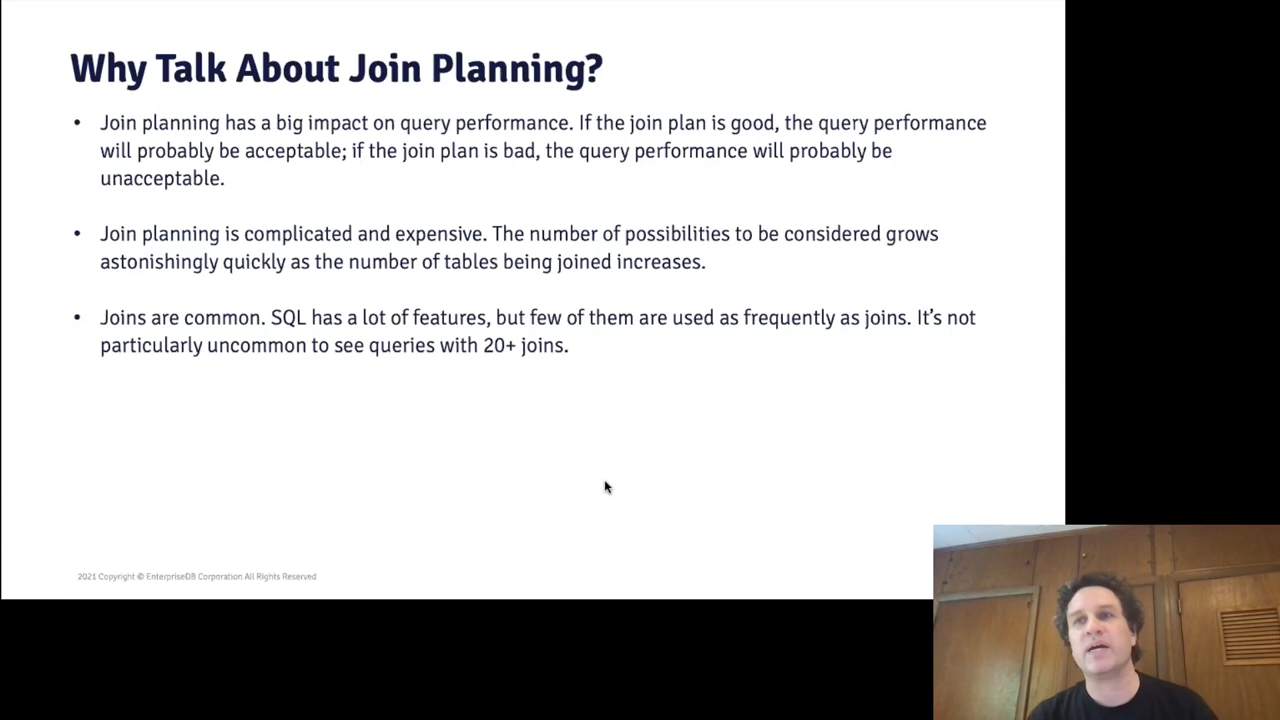 Why Talk About Join Planning?
• Join planning has a big impact on query performance. If the join plan is good, the query performance
will probably be acceptable; if the join plan is bad, the query performance will probably be
unacceptable.
• Join planning is complicated and expensive. The number of possibilities to be considered grows
astonishingly quickly as the number of tables being joined increases.
• Joins are common. SQL has a lot of features, but few of them are used as frequently as joins. It’s not
particularly uncommon to see queries with 20+ joins.
2021 Copyright © EnterpriseDB Corporation All Rights Reserved